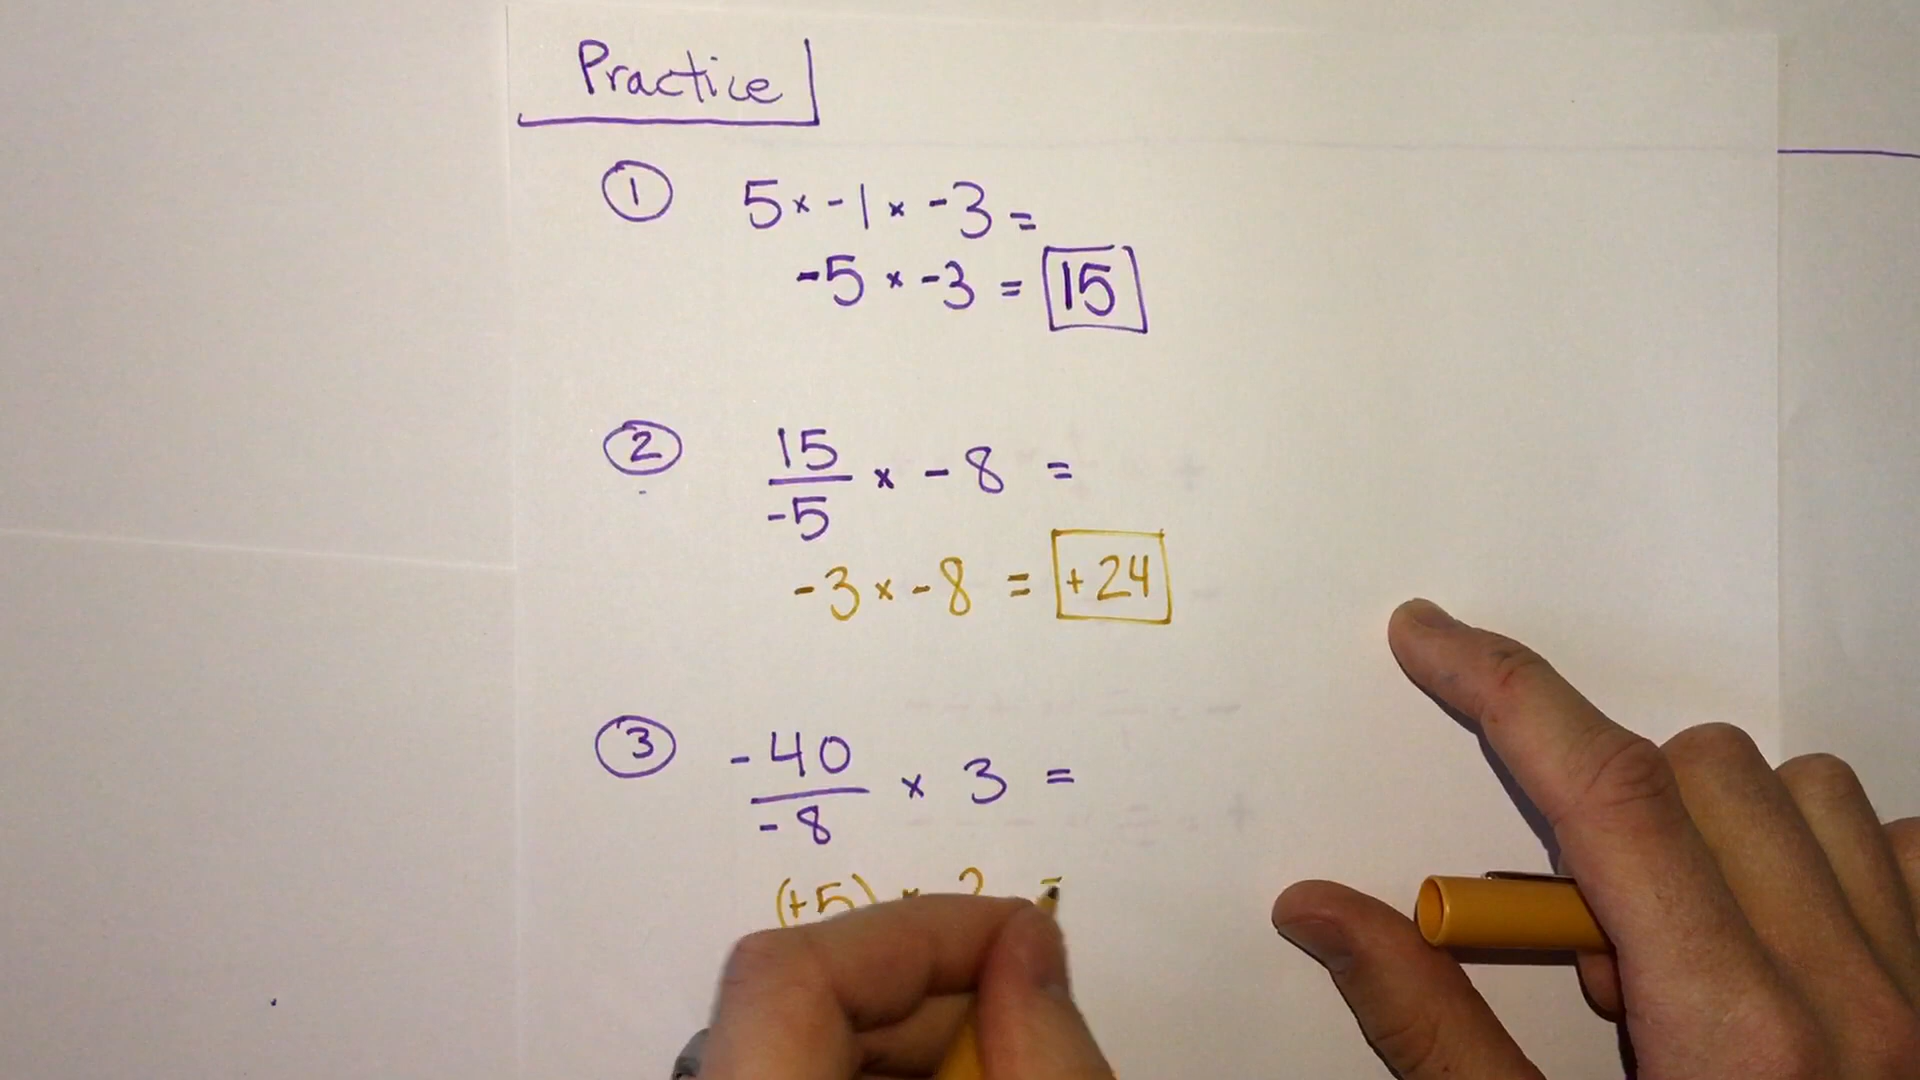 Practice
① 5 × -1 × -3 =
-5 × -3 = 15
② 15/-5 × -8 =
-3 × -8 = +24
③ -40/-8 × 3 =
(+5)